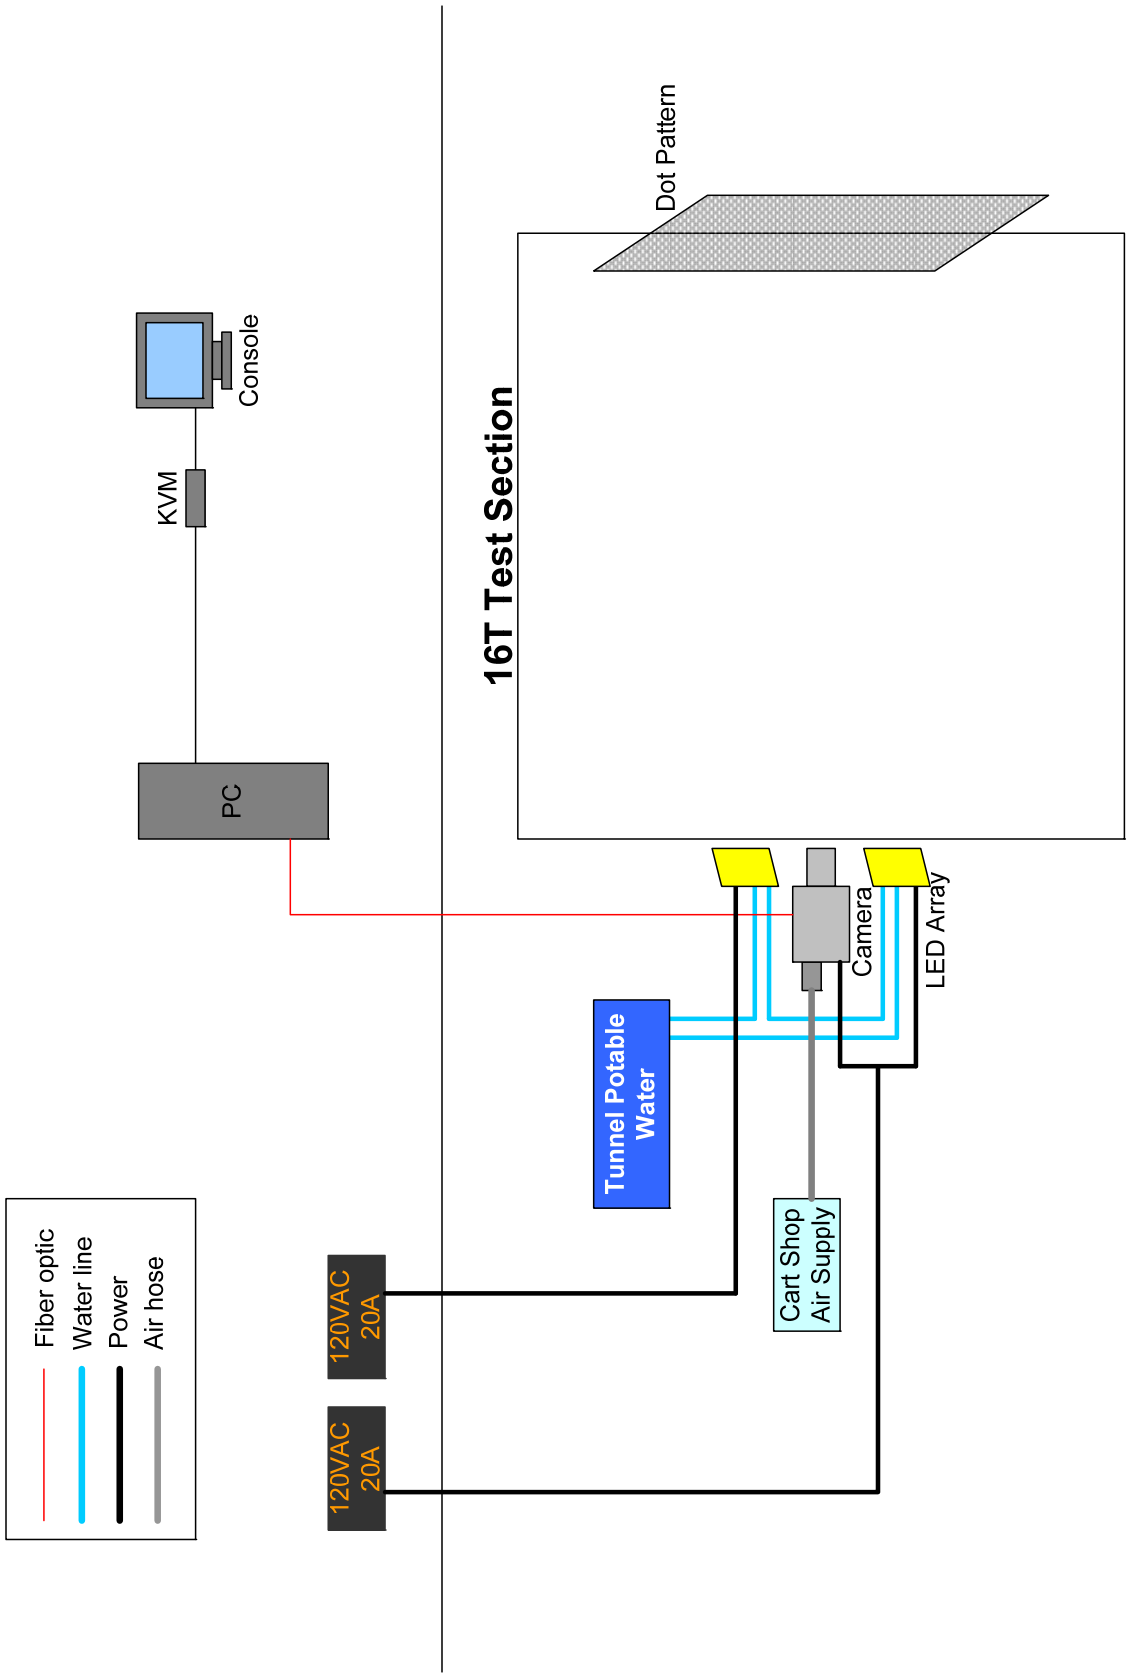 Fiber optic
Water line
Power
Air hose
PC
KVM
Console
120VAC
20A
120VAC
20A
16T Test Section
Dot Pattern
Tunnel Potable
Water
Camera
LED Array
Cart Shop
Air Supply